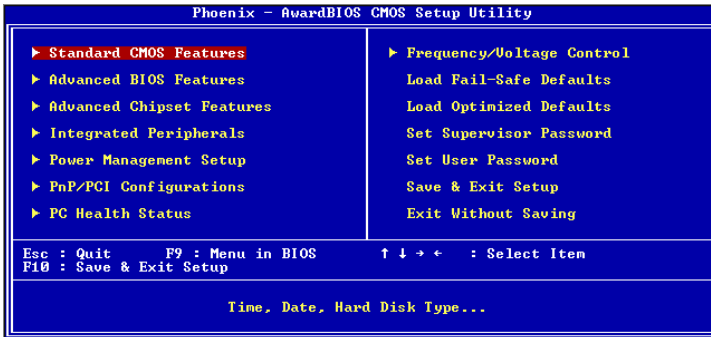 Phoenix - AwardBIOS CMOS Setup Utility
▶ Standard CMOS Features
▶ Advanced BIOS Features
▶ Advanced Chipset Features
▶ Integrated Peripherals
▶ Power Management Setup
▶ PnP/PCI Configurations
▶ PC Health Status
▶ Frequency/Voltage Control
Load Fail-Safe Defaults
Load Optimized Defaults
Set Supervisor Password
Set User Password
Save & Exit Setup
Exit Without Saving
Esc : Quit F9 : Menu in BIOS ↑ ↓ → ← : Select Item
F10 : Save & Exit Setup
Time, Date, Hard Disk Type...